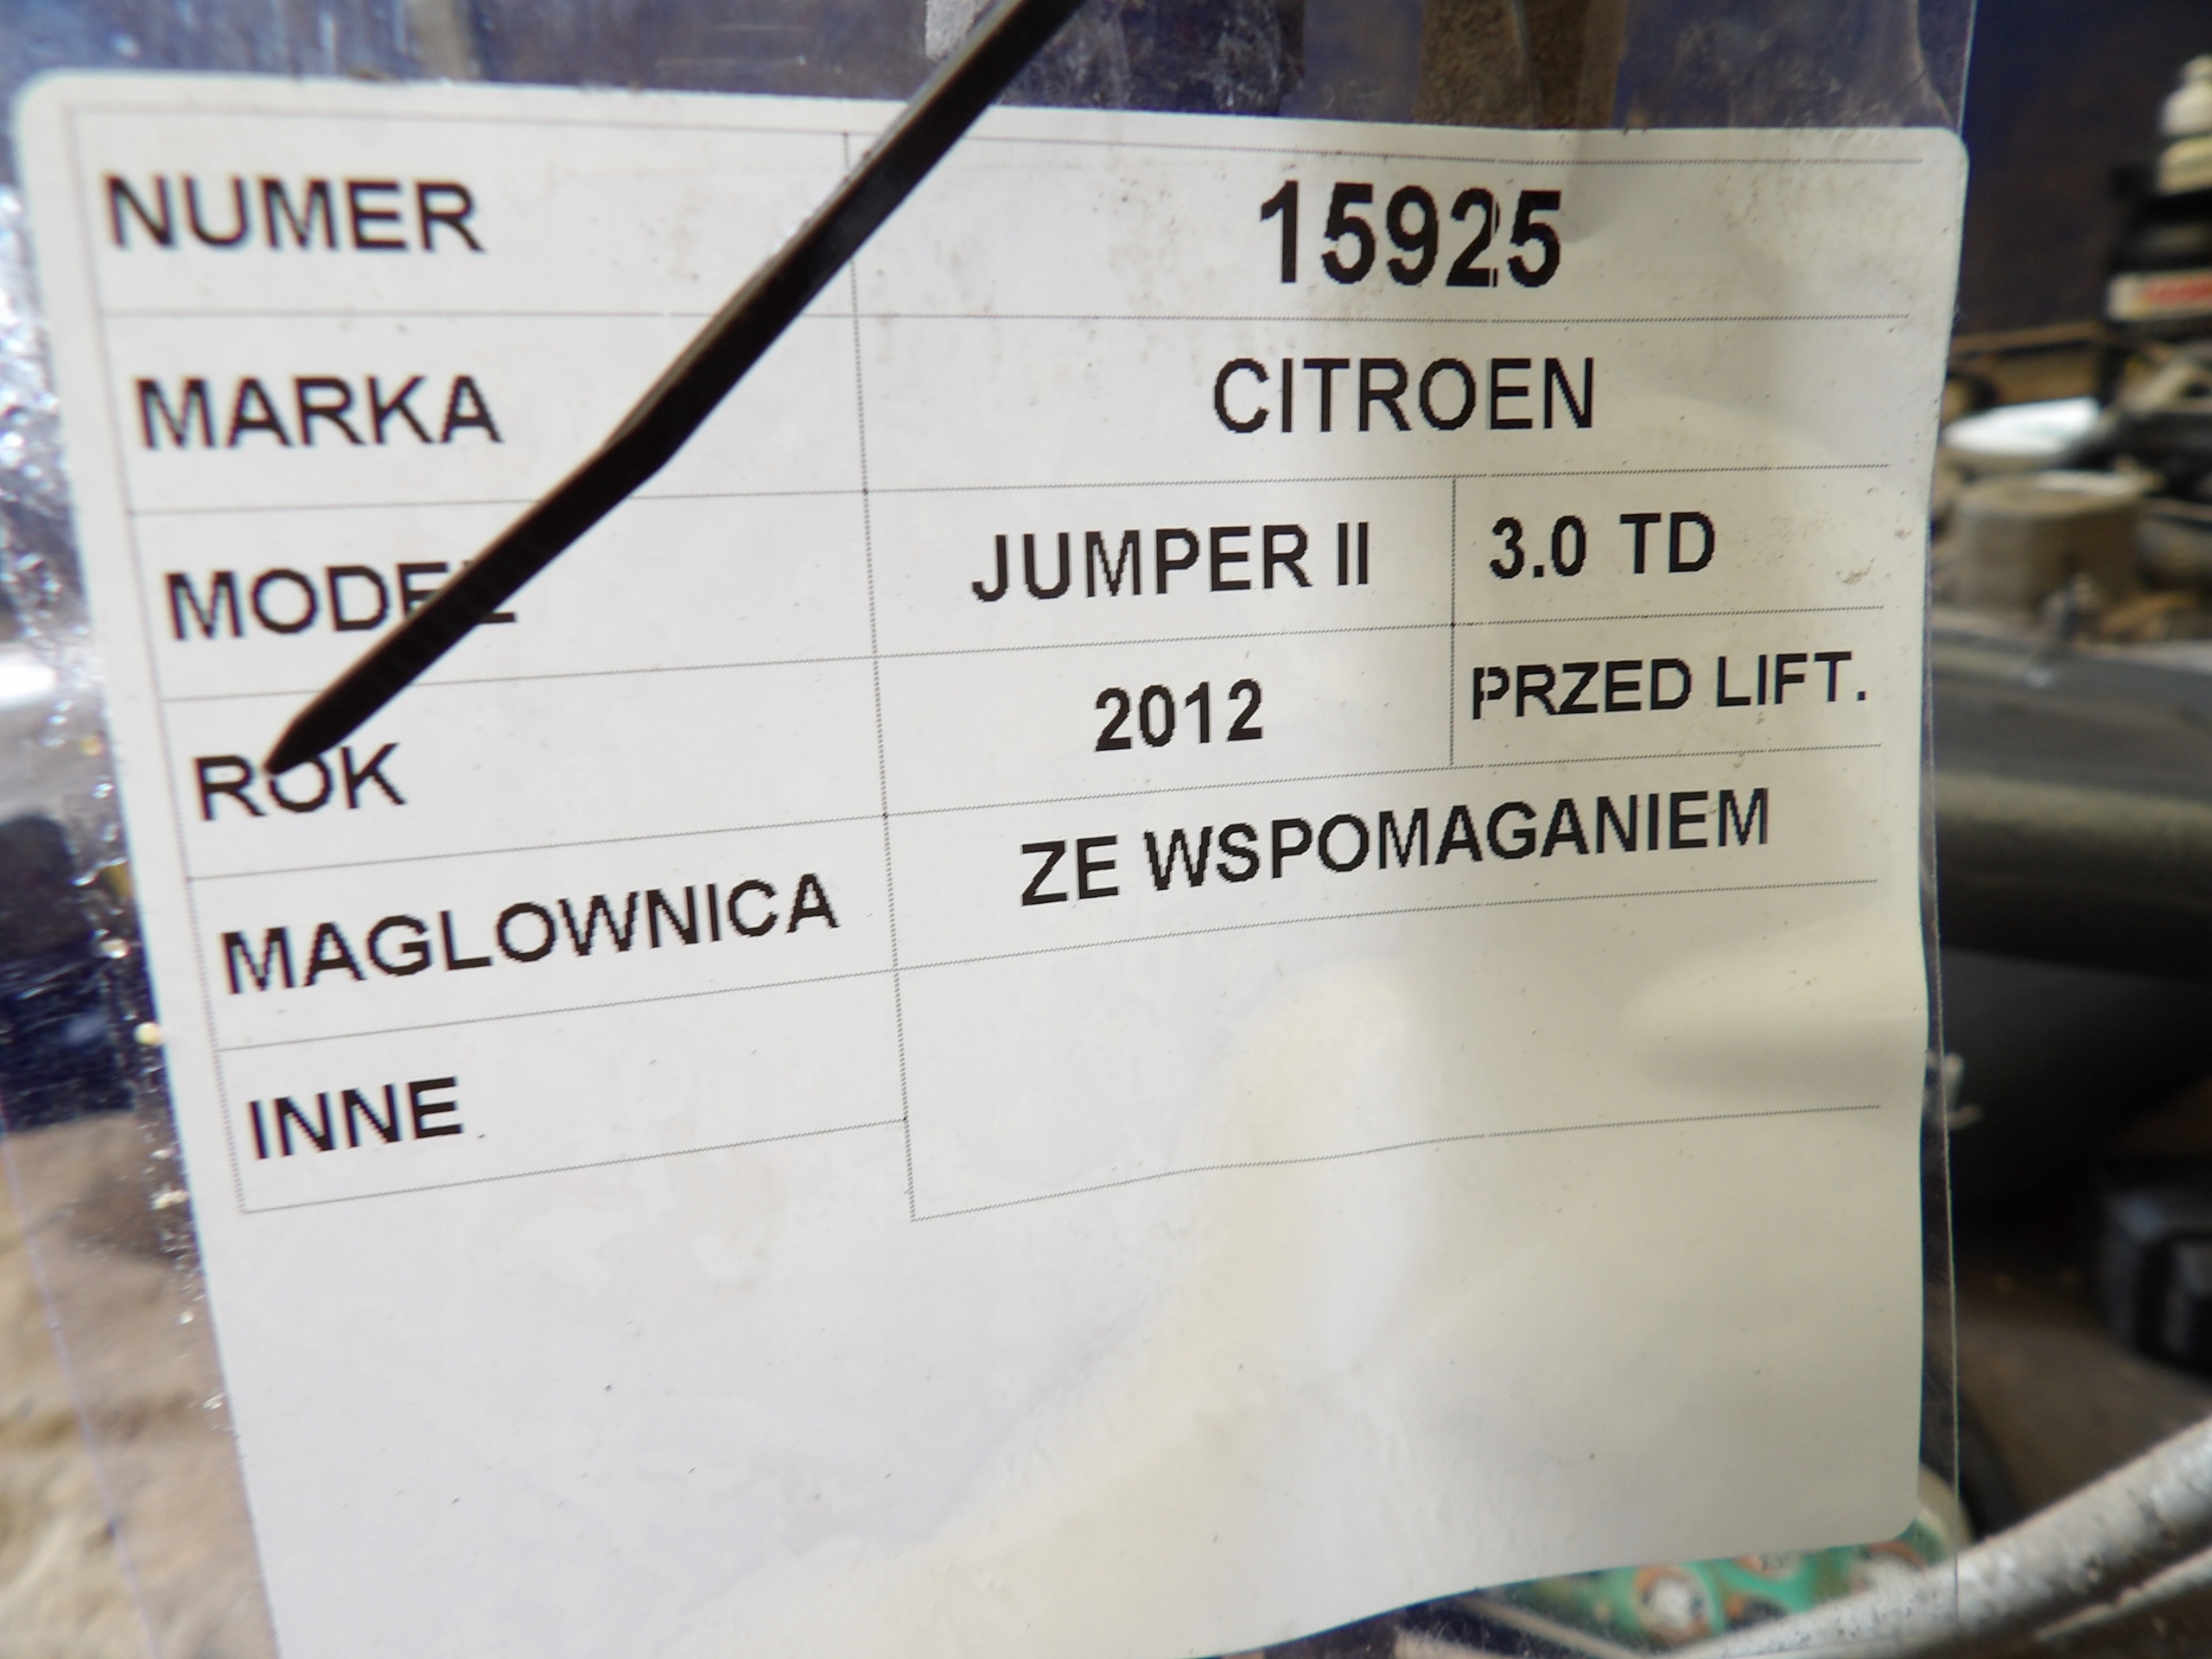 NUMER 15925
MARKA CITROEN
MODEL JUMPER II 3.0 TD
ROK 2012 PRZED LIFT.
MAGLOWNICA ZE WSPOMAGANIEM
INNE